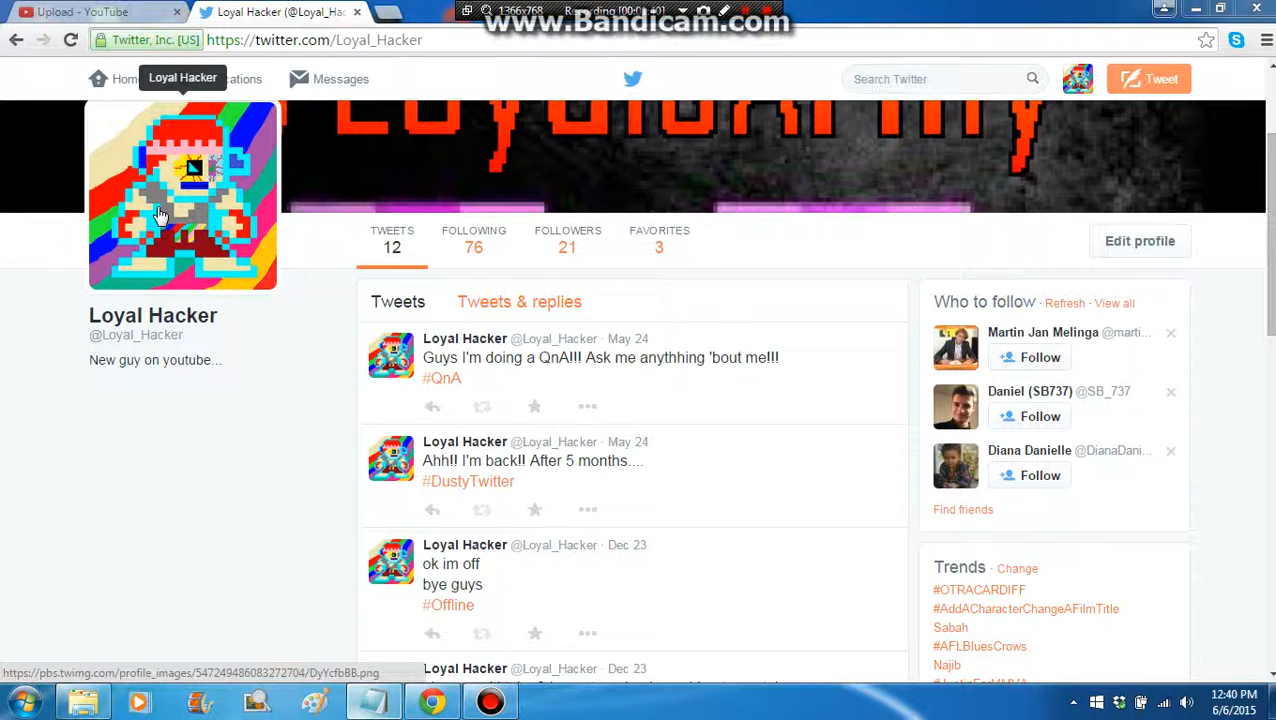 Upload - YouTube
Loyal Hacker (@Loyal_Ha
1366x768
www.Bandicam.com
Twitter, Inc. [US]
https://twitter.com/Loyal_Hacker
Loyal Hacker
Messages
Search Twitter
Tweet
TWEETS
12
FOLLOWING
76
FOLLOWERS
21
FAVORITES
3
Edit profile
Loyal Hacker
@Loyal_Hacker
New guy on youtube...
Tweets
Tweets & replies
Loyal Hacker @Loyal_Hacker · May 24
Guys I'm doing a QnA!!! Ask me anythhing 'bout me!!!
#QnA
Loyal Hacker @Loyal_Hacker · May 24
Ahh!! I'm back!! After 5 months....
#DustyTwitter
Loyal Hacker @Loyal_Hacker · Dec 23
ok im off
bye guys
#Offline
Loyal Hacker @Loyal_Hacker · Dec 23
Who to follow · Refresh · View all
Martin Jan Melinga @marti...
Follow
Daniel (SB737) @SB_737
Follow
Diana Danielle @DianaDani...
Follow
Find friends
Trends · Change
#OTRACARDIFF
#AddACharacterChangeAFilmTitle
Sabah
#AFLBluesCrows
Najib
https://pbs.twimg.com/profile_images/547249486083272704/DyYcfbBB.png
12:40 PM
6/6/2015